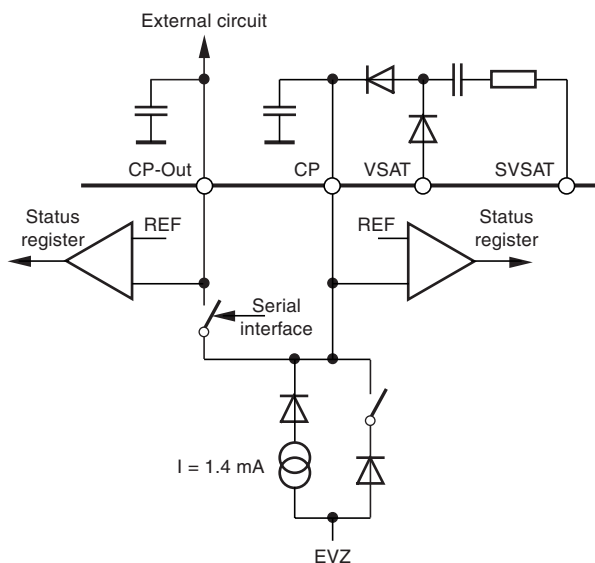 External circuit
CP-Out
CP
VSAT
SVSAT
Status
register
REF
REF
Status
register
Serial
interface
I = 1.4 mA
EVZ